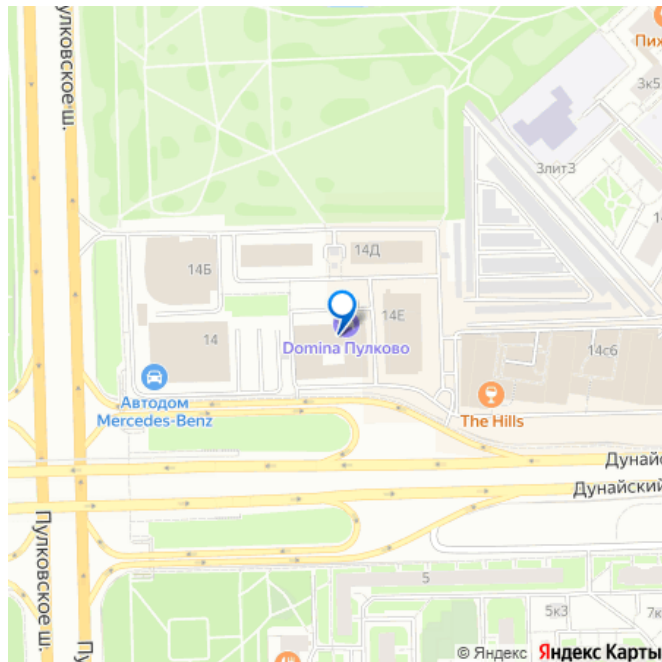 Пулковское ш.
Пих
3к5
3литЗ
14Д
14Б
14Е
14
Domina Пулково
14с6
Автодом
Mercedes-Benz
The Hills
Дунайс
Дунайский
Пулковское ш.
Пу
5
5к3
7к
© Яндекс Яндекс Карты